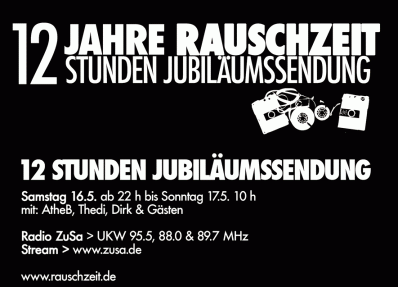 12 JAHRE RAUSCHZEIT
STUNDEN JUBILÄUMSSENDUNG
12 STUNDEN JUBILÄUMSSENDUNG
Samstag 16.5. ab 22 h bis Sonntag 17.5. 10 h
mit: Atheß, Thedi, Dirk & Gästen
Radio ZuSa > UKW 95.5, 88.0 & 89.7 MHz
Stream > www.zusa.de
www.rauschzeit.de